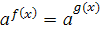 a^{f(x)} = a^{g(x)}